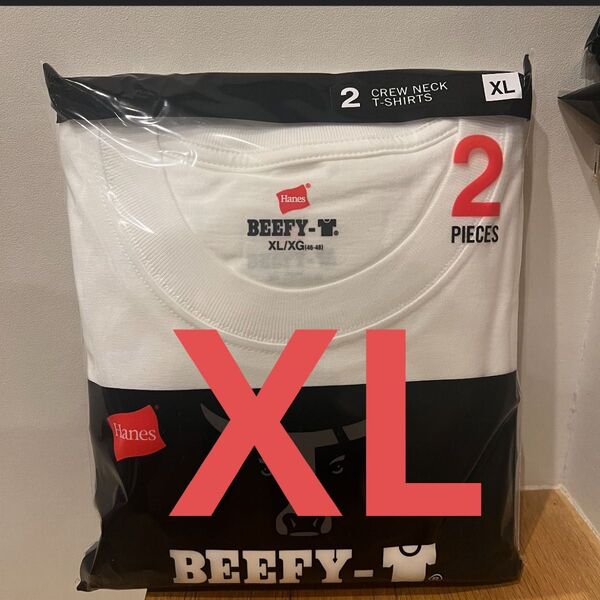 2 CREW NECK
T-SHIRTS
XL
2
PIECES
Hanes
BEEFY-T®
XL/XG(46-48)
XL
Hanes
BEEFY-T®